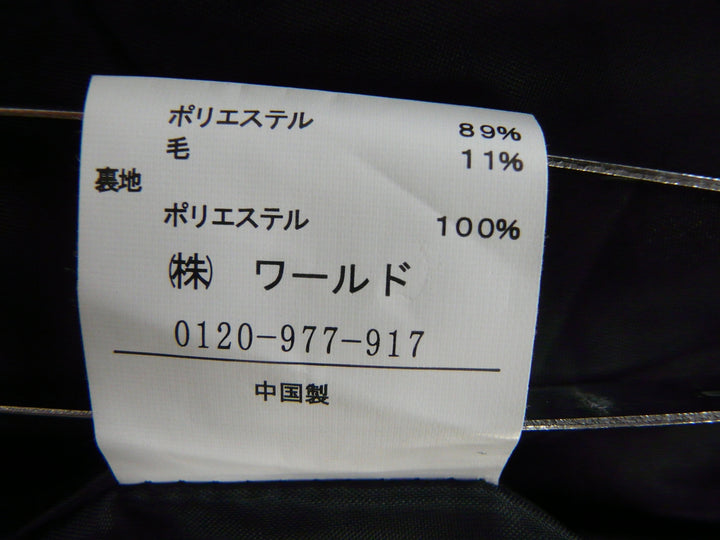 ポリエステル 89%
毛 11%
裏地
ポリエステル 100%
㈱ ワールド
0120-977-917
中国製